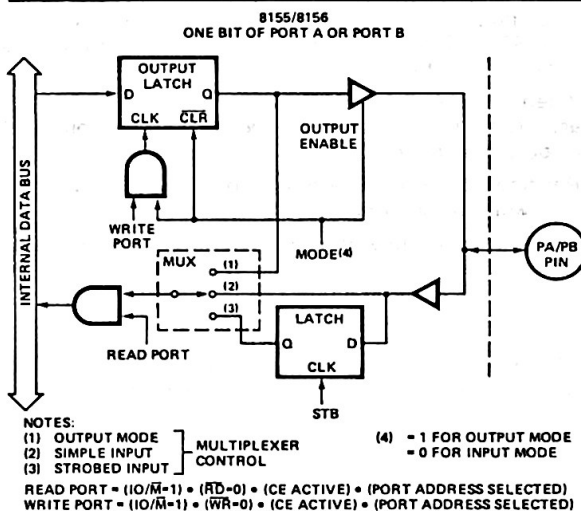 8155/8156
ONE BIT OF PORT A OR PORT B
OUTPUT
LATCH
D
Q
CLK
CLR
OUTPUT
ENABLE
INTERNAL DATA BUS
WRITE
PORT
MODE(4)
PA/PB
PIN
MUX
(1)
(2)
(3)
LATCH
Q
D
CLK
READ PORT
STB
NOTES:
(1) OUTPUT MODE
(2) SIMPLE INPUT
(3) STROBED INPUT
MULTIPLEXER
CONTROL
(4) = 1 FOR OUTPUT MODE
= 0 FOR INPUT MODE
READ PORT = (IO/M̅=1) • (R̅D̅=0) • (CE ACTIVE) • (PORT ADDRESS SELECTED)
WRITE PORT = (IO/M̅=1) • (W̅R̅=0) • (CE ACTIVE) • (PORT ADDRESS SELECTED)